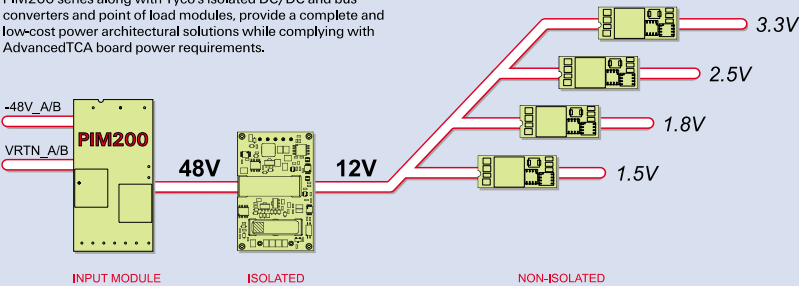 PIM200 series along with Tyco's isolated DC/DC and bus
converters and point of load modules, provide a complete and
low-cost power architectural solutions while complying with
AdvancedTCA board power requirements.
3.3V
2.5V
1.8V
1.5V
-48V_A/B
VRTN_A/B
PIM200
48V
12V
INPUT MODULE
ISOLATED
NON-ISOLATED